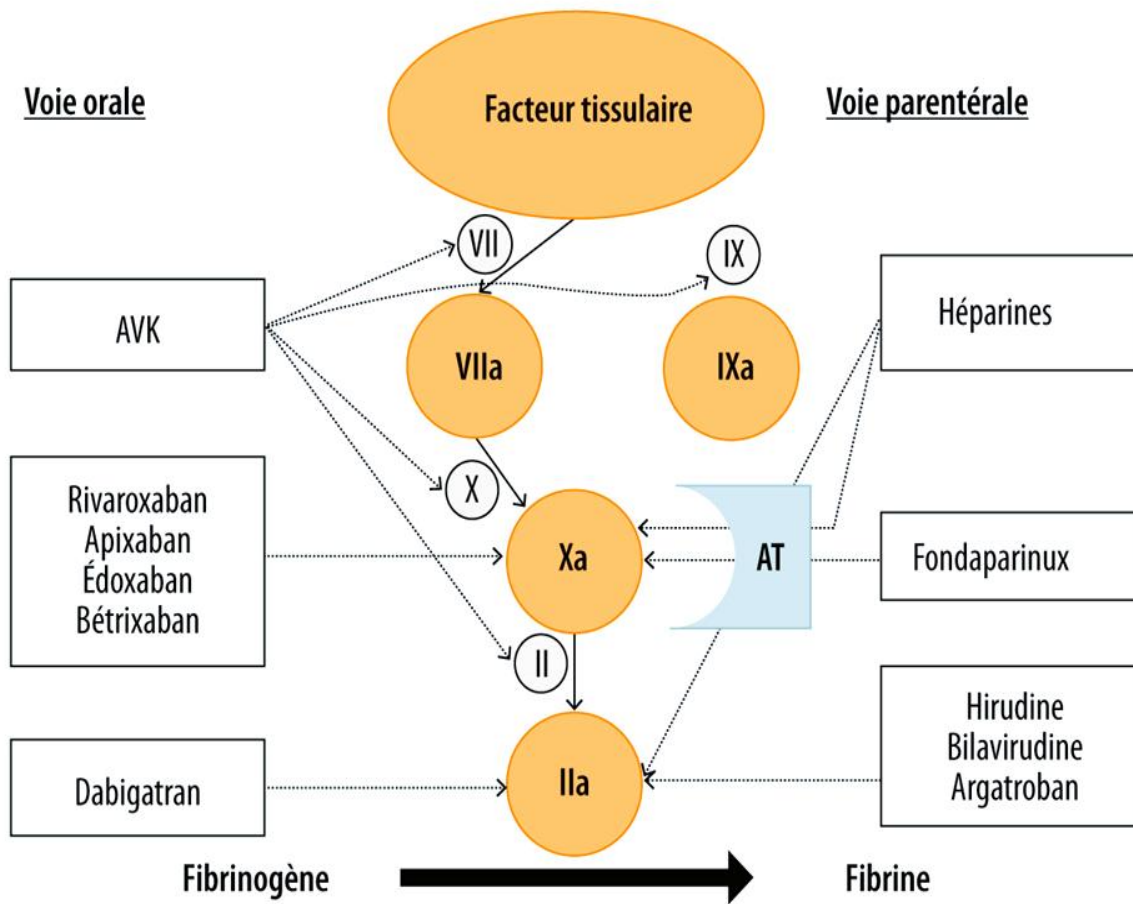 Voie orale
Facteur tissulaire
Voie parentérale
VII
IX
AVK
VIIa
IXa
Héparines
X
Rivaroxaban
Apixaban
Édoxaban
Bétrixaban
Xa
AT
Fondaparinux
II
Dabigatran
IIa
Hirudine
Bilavirudine
Argatroban
Fibrinogène
Fibrine